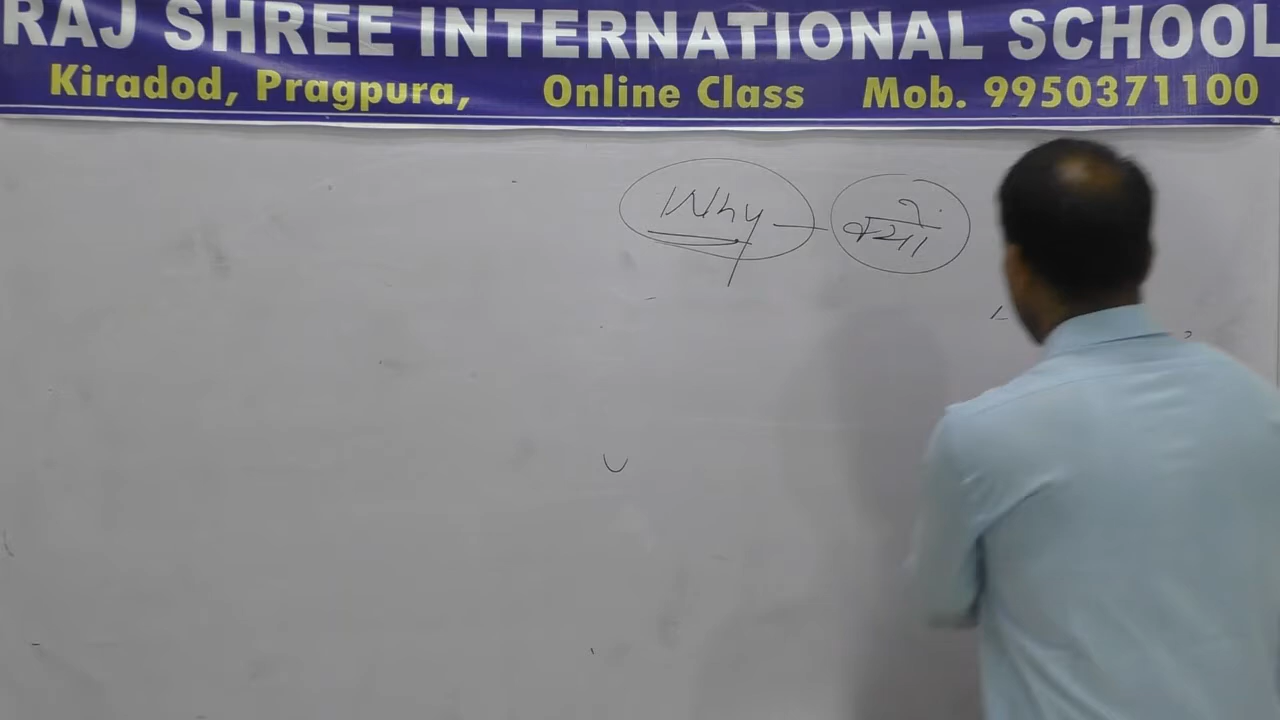 RAJ SHREE INTERNATIONAL SCHOOL
Kiradod, Pragpura, Online Class Mob. 9950371100
Why –